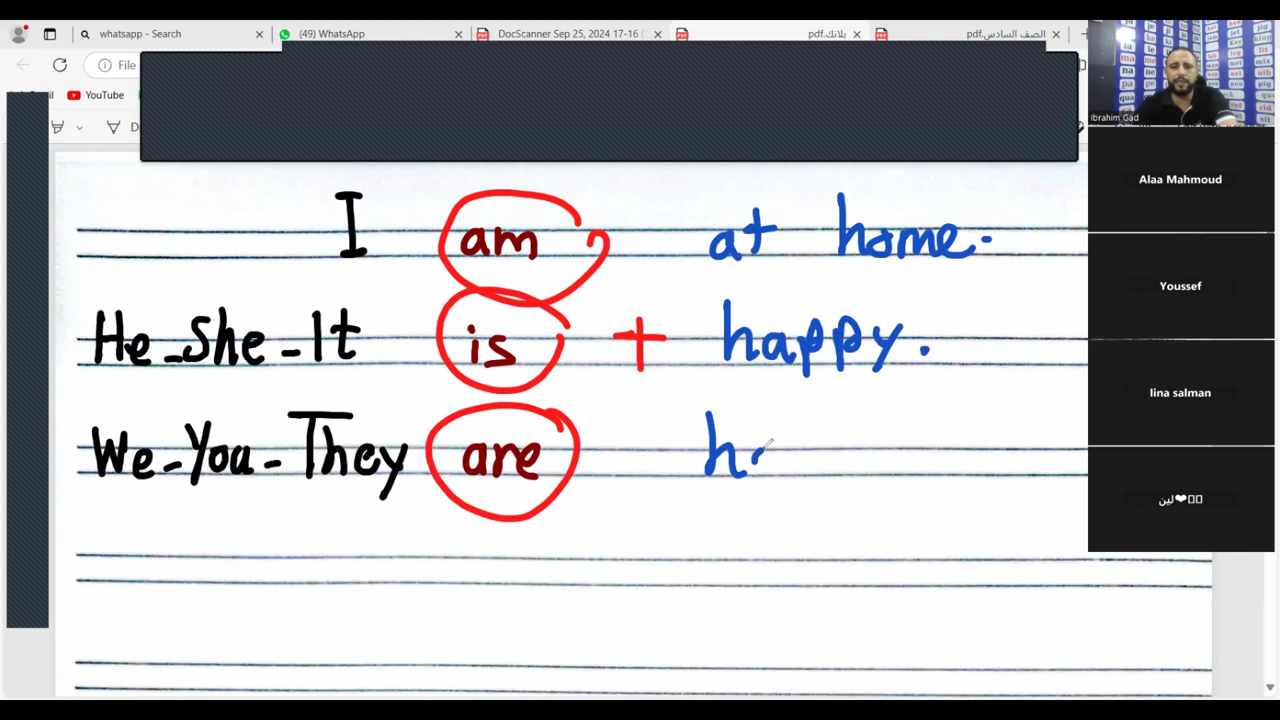 whatsapp - Search
(49) WhatsApp
DocScanner Sep 25, 2024 17-16
بلانك.pdf
الصف السادس.pdf
File
YouTube
I am at home.
He - She - It is + happy.
We - You - They are h
Ibrahim Gad
Alaa Mahmoud
Youssef
lina salman
لين❤